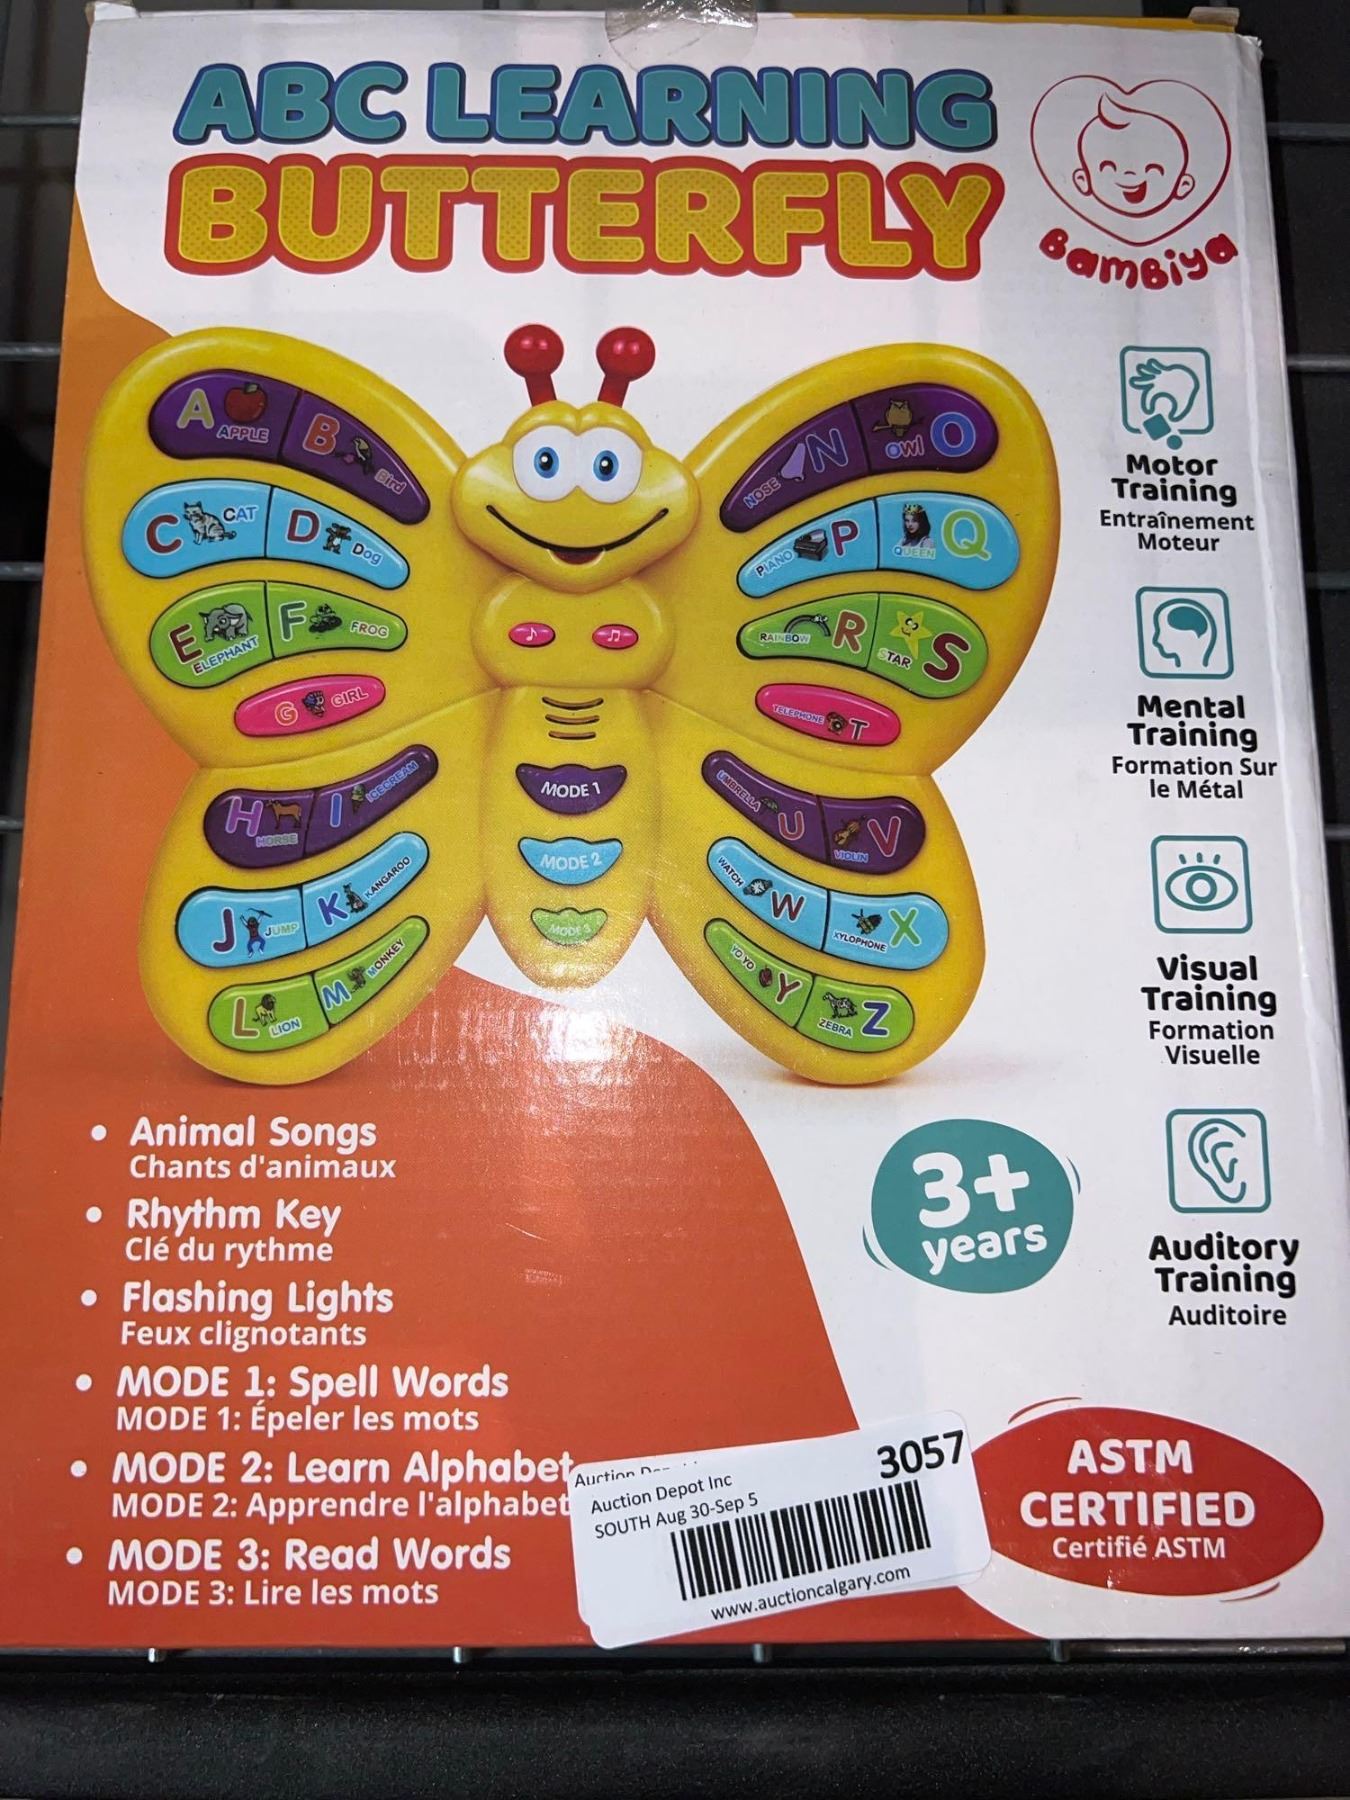 ABC LEARNING
BUTTERFLY
Bambiya
A
APPLE
B
Bird
C
CAT
D
Dog
E
ELEPHANT
F
FROG
G
GIRL
H
HORSE
I
ICECREAM
J
JUMP
K
KANGAROO
L
LION
M
MONKEY
NOSE
N
owl
O
PIANO
P
QUEEN
Q
RAINBOW
R
STAR
S
TELEPHONE
T
UMBRELLA
U
VIOLIN
V
WATCH
W
XYLOPHONE
X
YOYO
Y
ZEBRA
Z
MODE 1
MODE 2
MODE 3
Motor
Training
Entraînement
Moteur
Mental
Training
Formation Sur
le Métal
Visual
Training
Formation
Visuelle
Auditory
Training
Auditoire
• Animal Songs
Chants d'animaux
• Rhythm Key
Clé du rythme
• Flashing Lights
Feux clignotants
• MODE 1: Spell Words
MODE 1: Épeler les mots
• MODE 2: Learn Alphabet
MODE 2: Apprendre l'alphabet
• MODE 3: Read Words
MODE 3: Lire les mots
3+
years
ASTM
CERTIFIED
Certifié ASTM
Auction
3057
Auction Depot Inc
SOUTH Aug 30-Sep 5
www.auctioncalgary.com